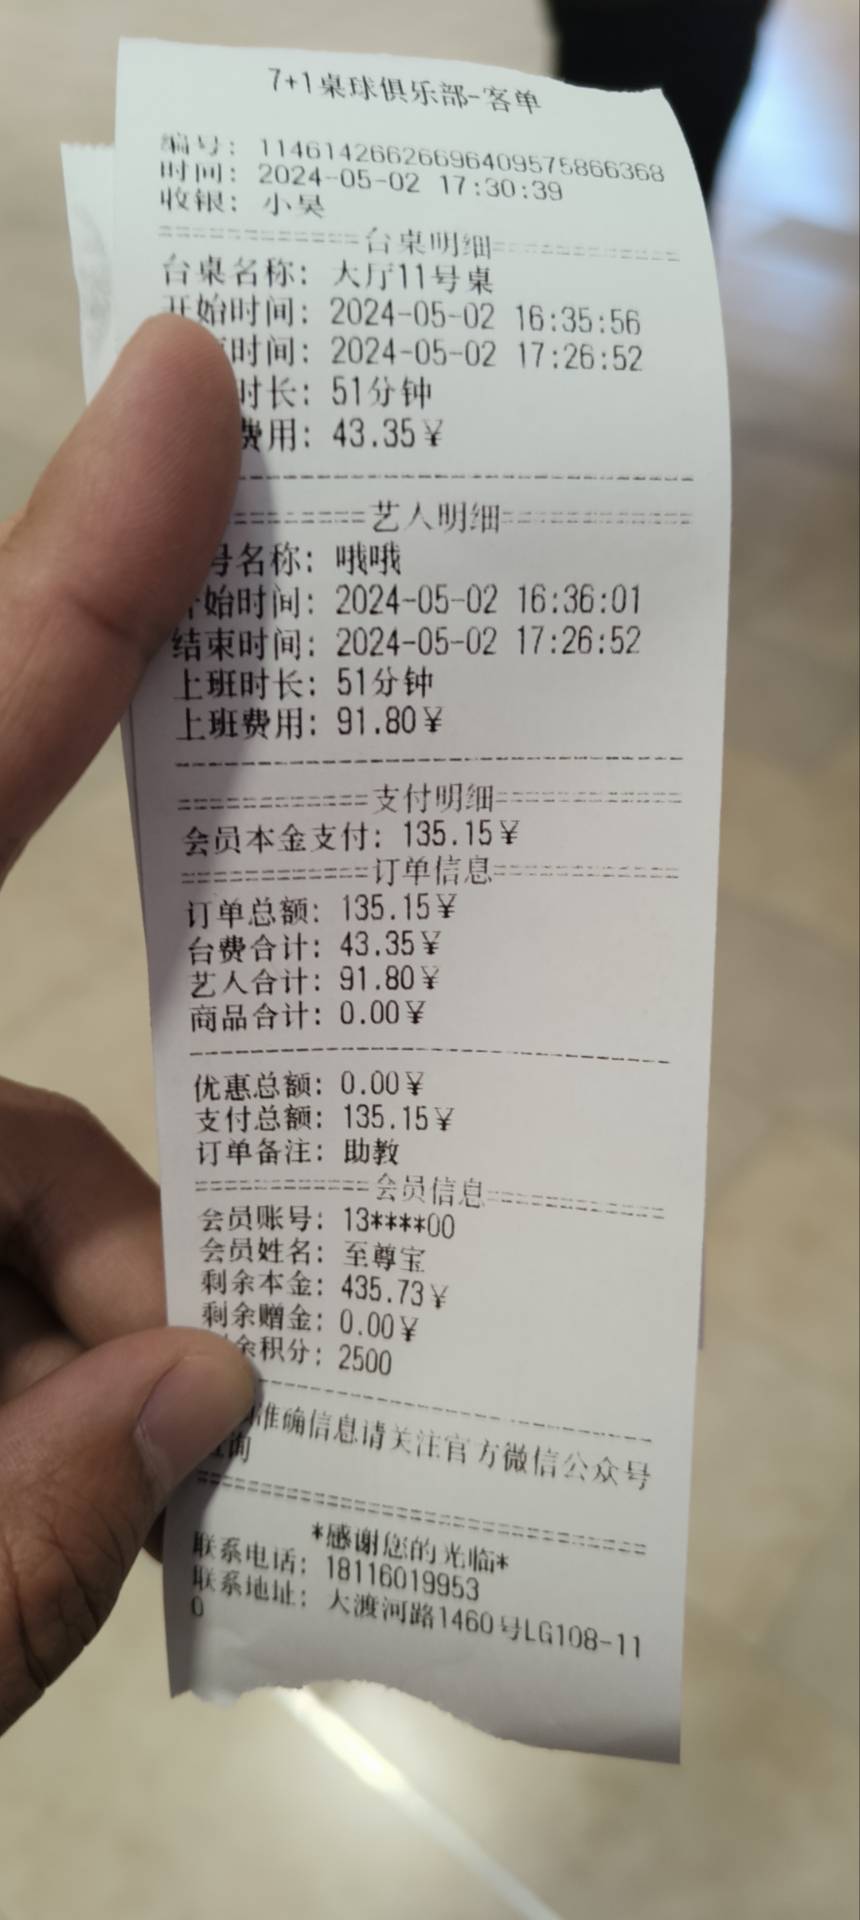 7+1桌球俱乐部-客单
编号: 1146142662669640957586​6368
时间: 2024-05-02 17:30:39
收银: 小昊
============台桌明细============
台桌名称: 大厅11号桌
开始时间: 2024-05-02 16:35:56
时间: 2024-05-02 17:26:52
时长: 51分钟
费用: 43.35¥
============艺人明细============
号名称: 哦哦
始时间: 2024-05-02 16:36:01
结束时间: 2024-05-02 17:26:52
上班时长: 51分钟
上班费用: 91.80¥
============支付明细============
会员本金支付: 135.15¥
============订单信息============
订单总额: 135.15¥
台费合计: 43.35¥
艺人合计: 91.80¥
商品合计: 0.00¥
优惠总额: 0.00¥
支付总额: 135.15¥
订单备注: 助教
============会员信息============
会员账号: 13****00
会员姓名: 至尊宝
剩余本金: 435.73¥
剩余赠金: 0.00¥
余积分: 2500
准确信息请关注官方微信公众号
询
*感谢您的光临*
联系电话: 18116019953
联系地址: 大渡河路1460号LG108-11
0